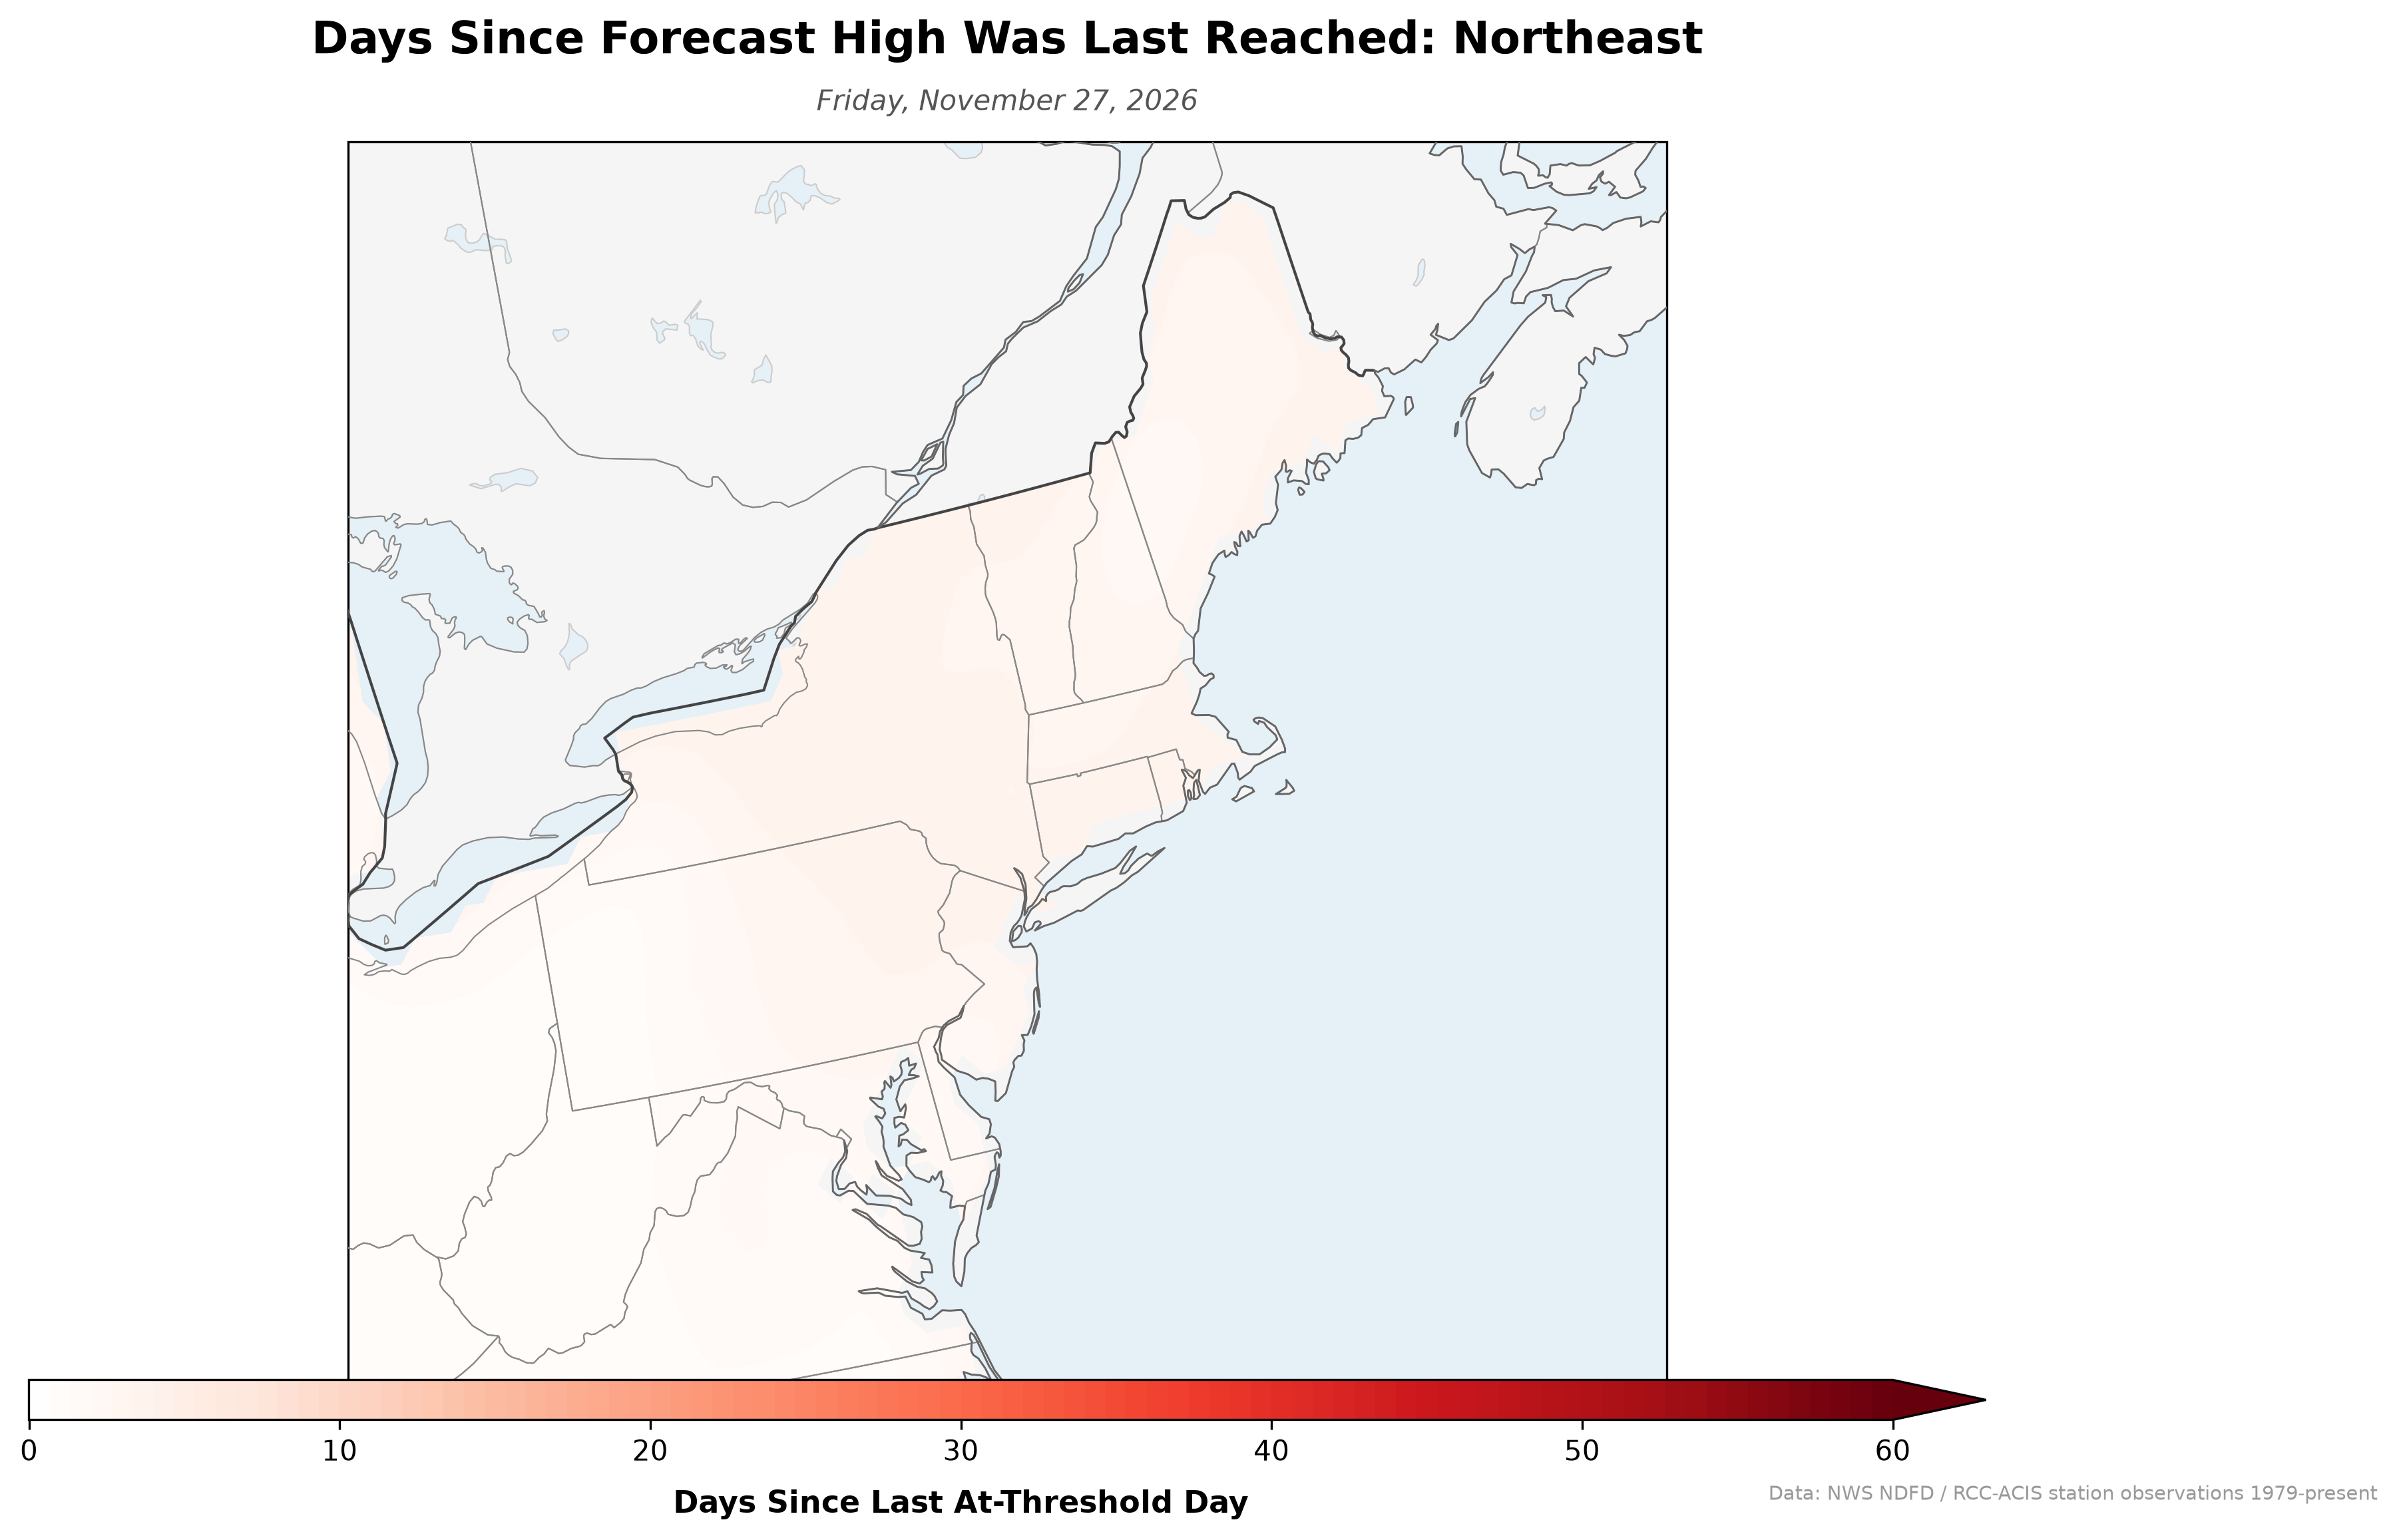 Days Since Forecast High Was Last Reached: Northeast
Friday, November 27, 2026
0 10 20 30 40 50 60
Days Since Last At-Threshold Day
Data: NWS NDFD / RCC-ACIS station observations 1979-present